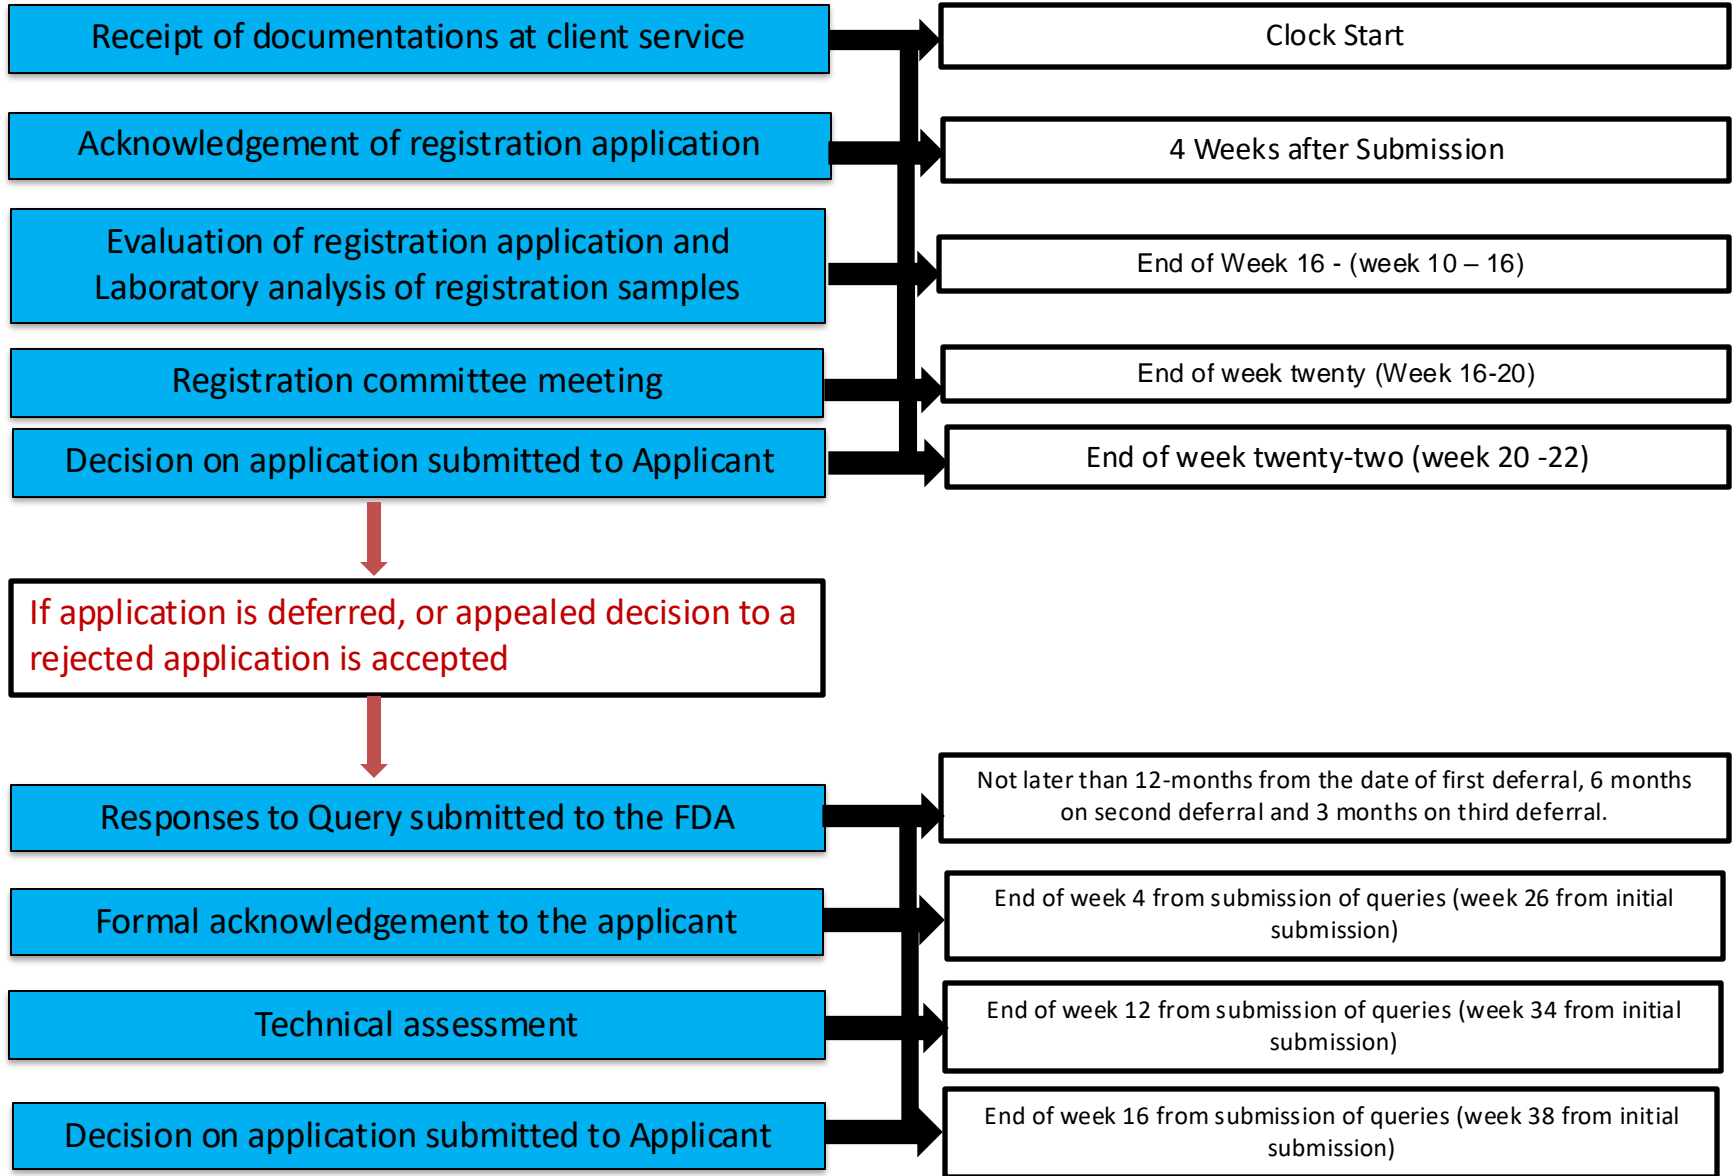 Receipt of documentations at client service
Clock Start
Acknowledgement of registration application
4 Weeks after Submission
Evaluation of registration application and
Laboratory analysis of registration samples
End of Week 16 - (week 10 – 16)
Registration committee meeting
End of week twenty (Week 16-20)
Decision on application submitted to Applicant
End of week twenty-two (week 20 -22)
If application is deferred, or appealed decision to a
rejected application is accepted
Responses to Query submitted to the FDA
Not later than 12-months from the date of first deferral, 6 months
on second deferral and 3 months on third deferral.
Formal acknowledgement to the applicant
End of week 4 from submission of queries (week 26 from initial
submission)
Technical assessment
End of week 12 from submission of queries (week 34 from initial
submission)
Decision on application submitted to Applicant
End of week 16 from submission of queries (week 38 from initial
submission)